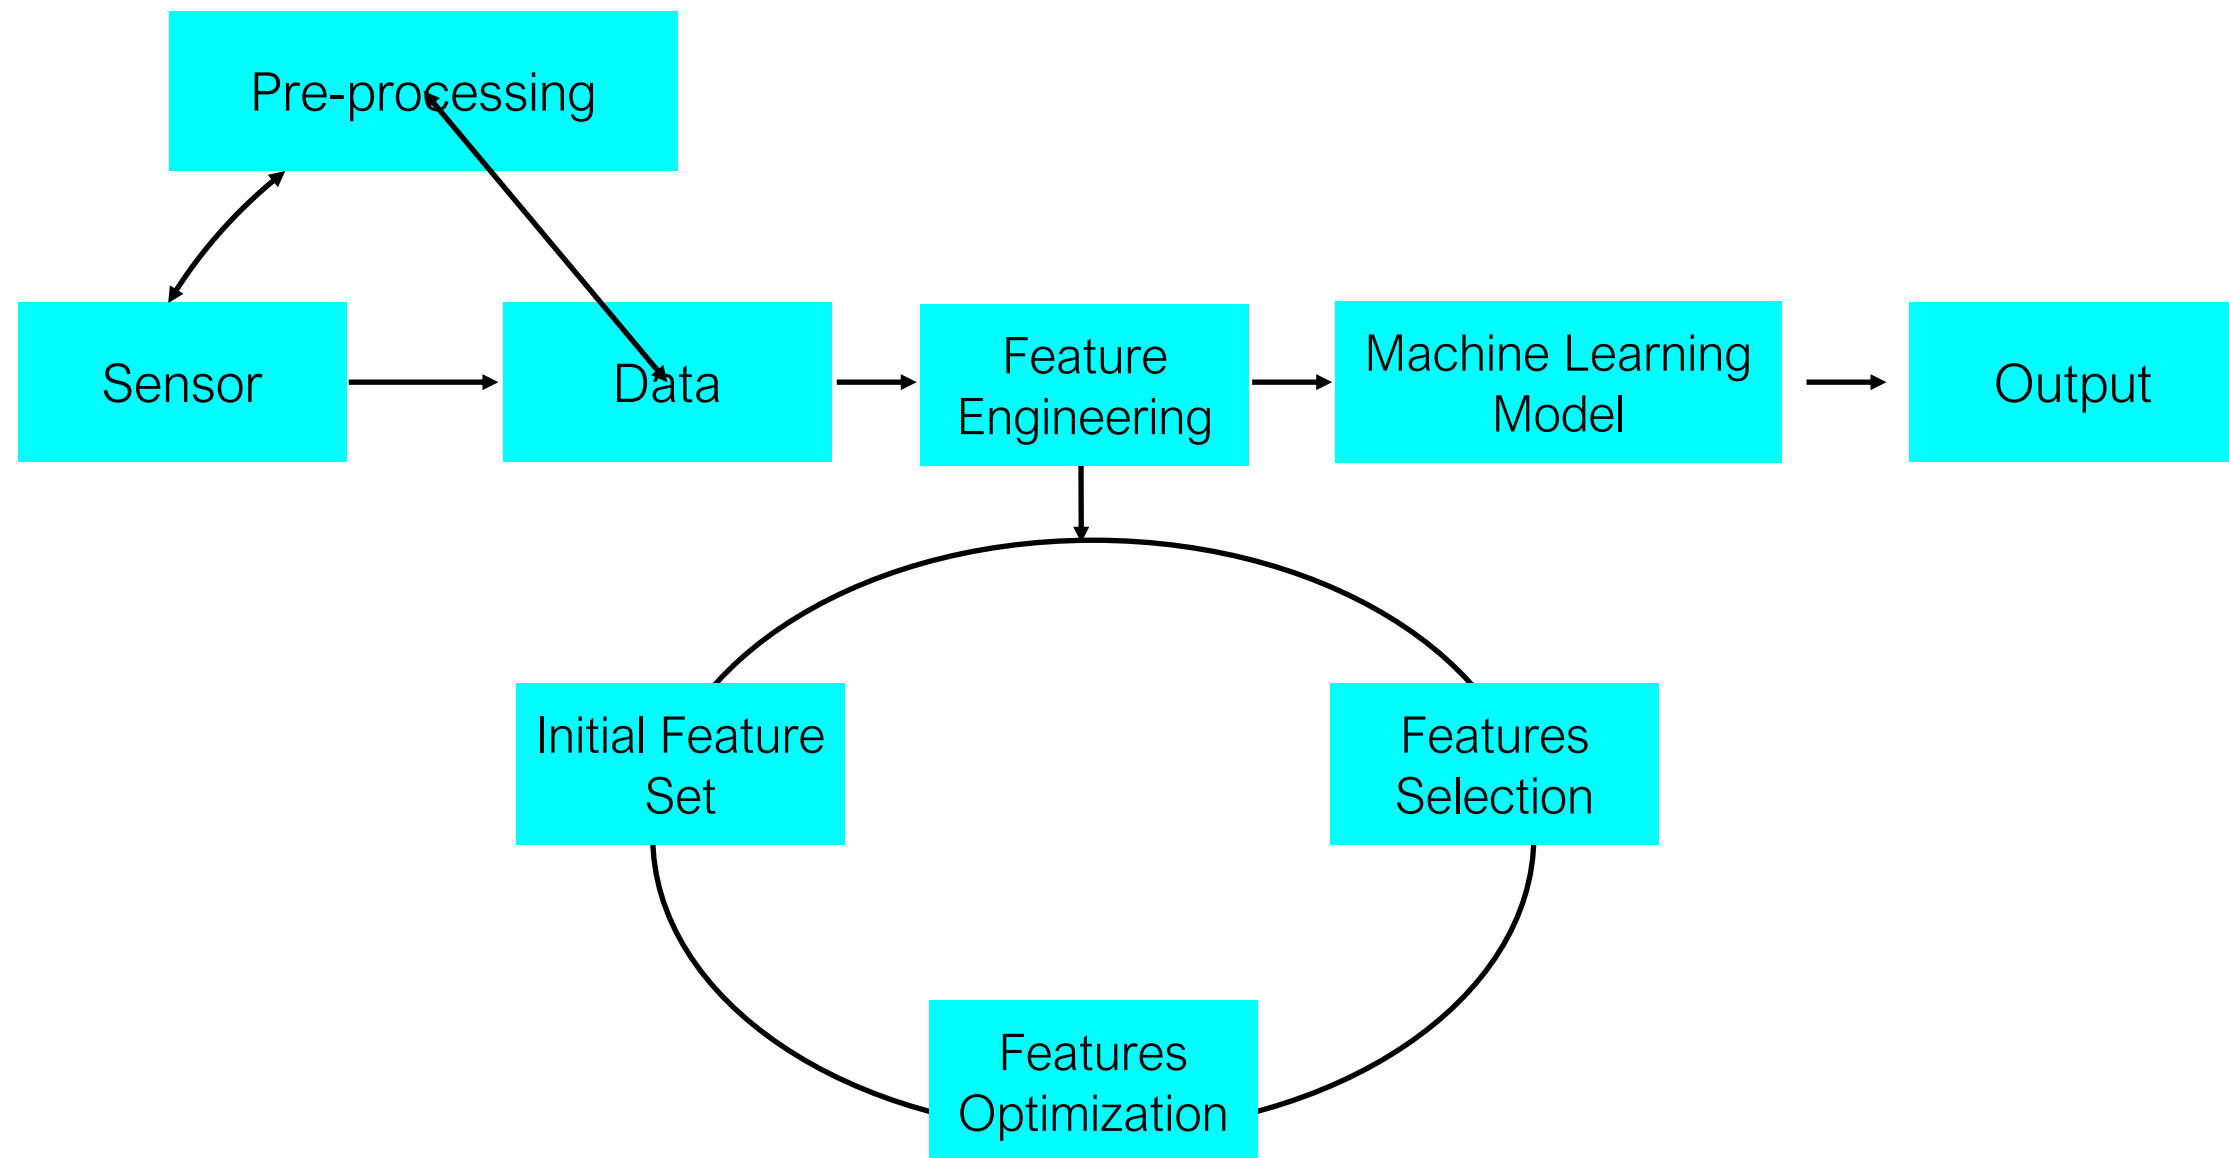 Pre-processing
Sensor
Data
Feature
Engineering
Machine Learning
Model
Output
Initial Feature
Set
Features
Selection
Features
Optimization